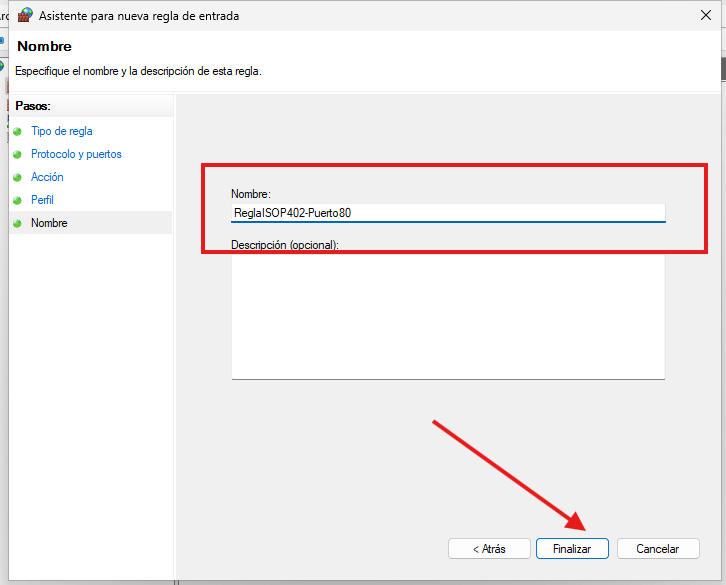 Asistente para nueva regla de entrada
Nombre
Especifique el nombre y la descripción de esta regla.
Pasos:
Tipo de regla
Protocolo y puertos
Acción
Perfil
Nombre
Nombre:
ReglaISOP402-Puerto80
Descripción (opcional):
< Atrás
Finalizar
Cancelar